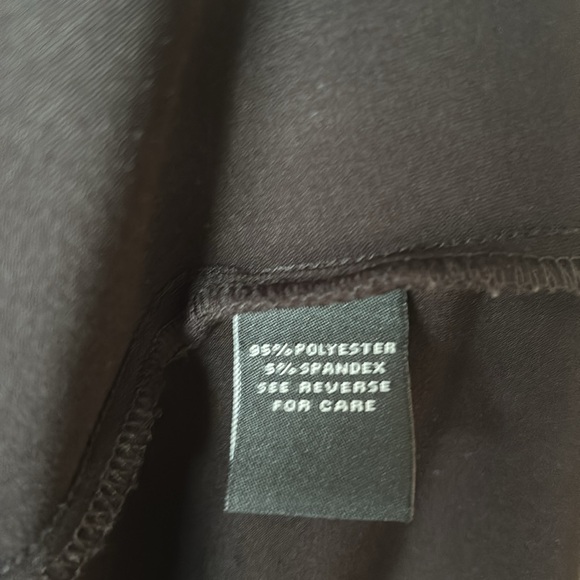 95% POLYESTER
5% SPANDEX
SEE REVERSE
FOR CARE